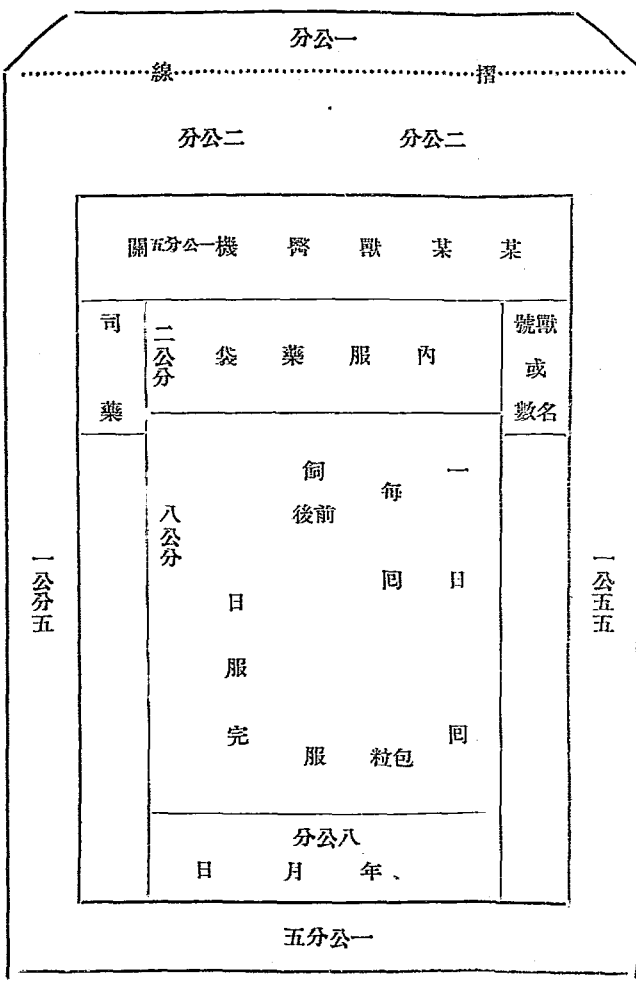 一公分
摺線
二公分 二公分
某某獸醫機一公分五關
獸名或號數
內服藥袋
二公分
司藥
一日 回
每回 包粒
飼前後 服
日服完
八公分
一公五五
一公分五
八公分
年 月 日
一公分五